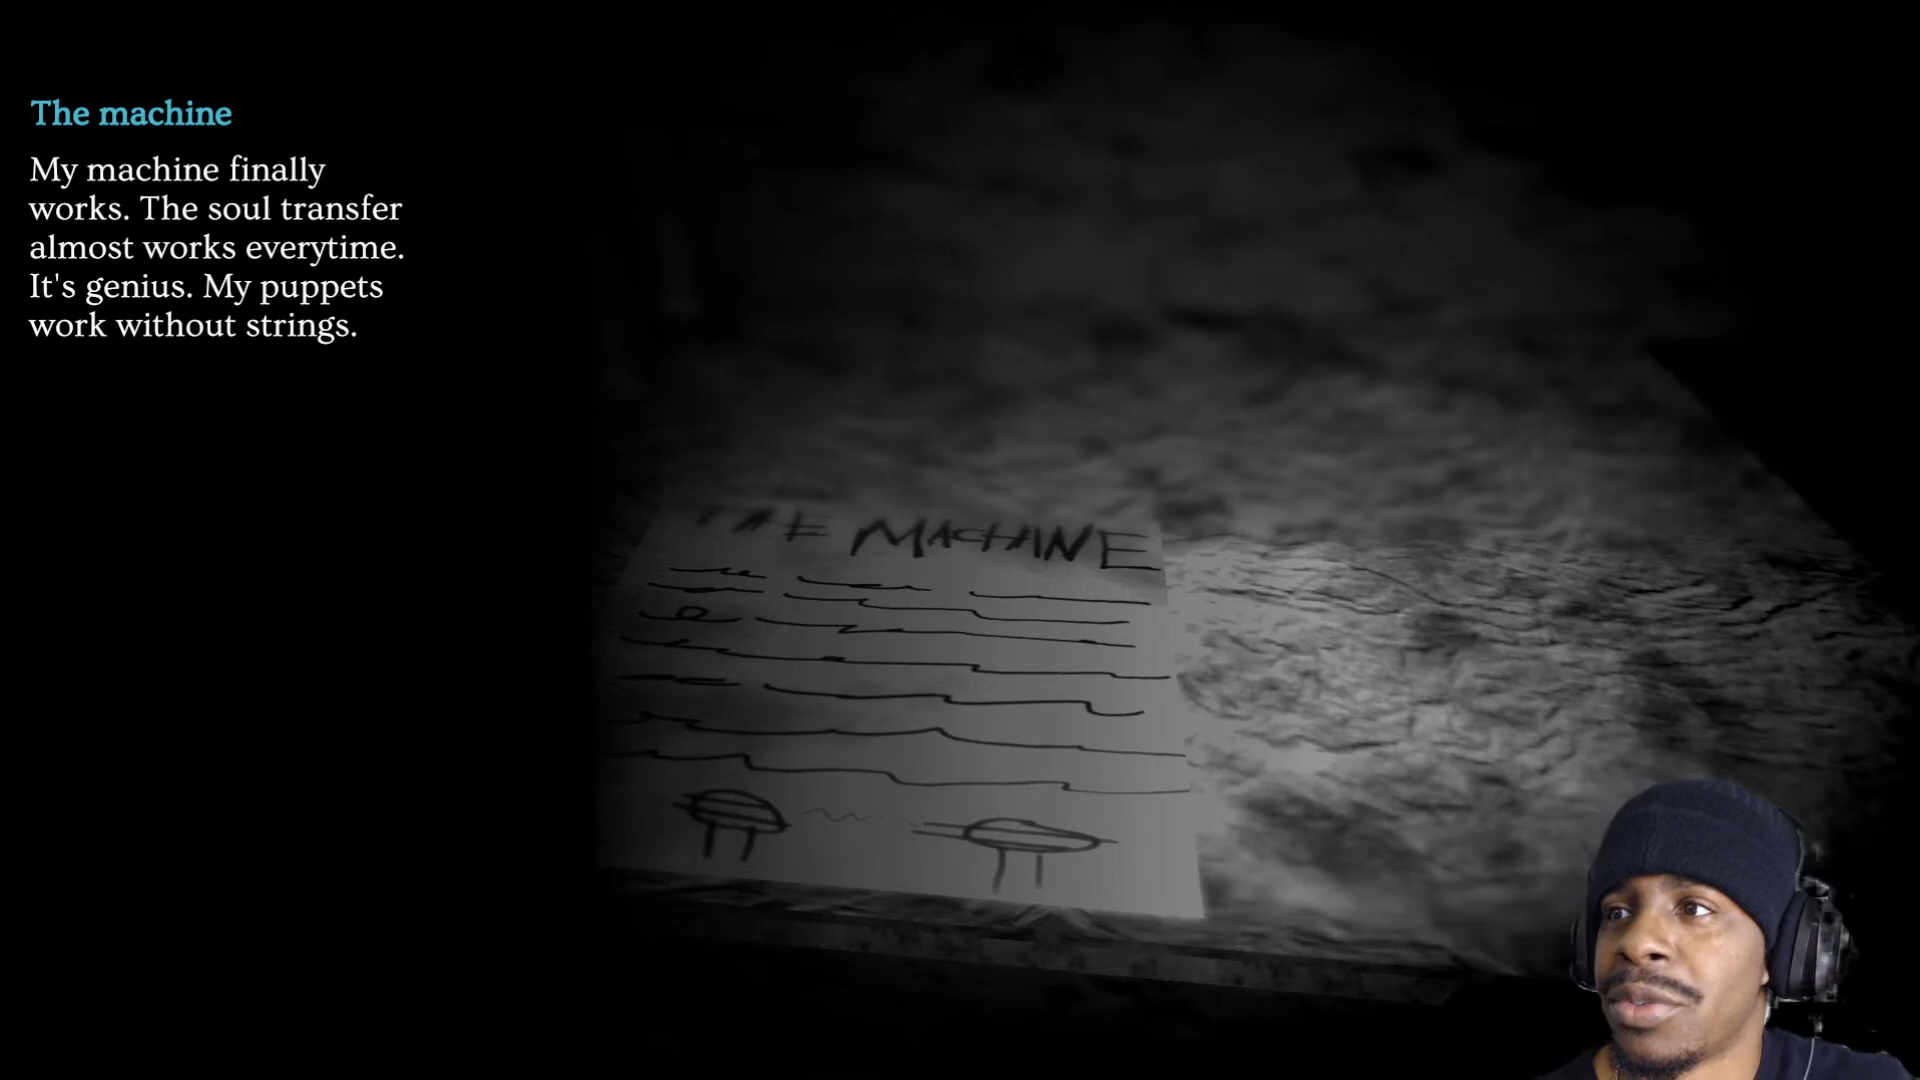 The machine
My machine finally
works. The soul transfer
almost works everytime.
It's genius. My puppets
work without strings.
THE MACHINE